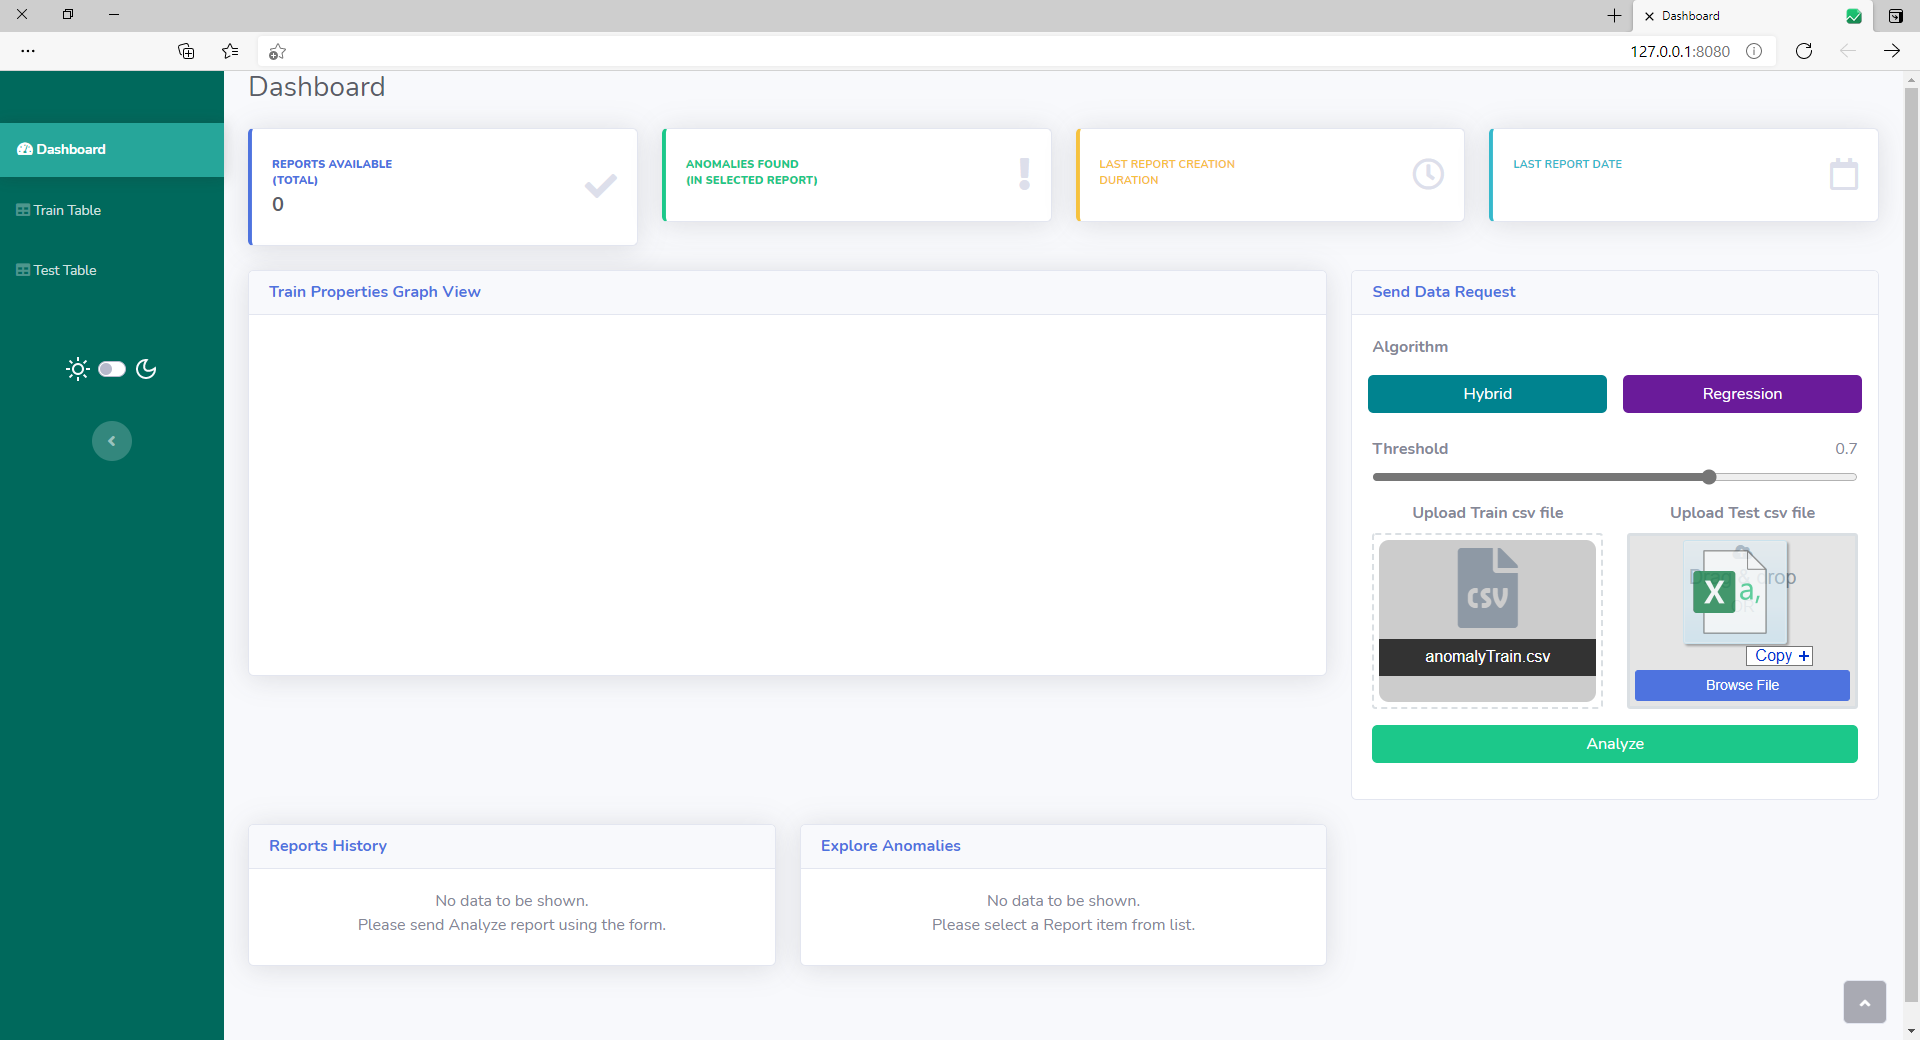 Dashboard
127.0.0.1:8080
Dashboard
Dashboard
Train Table
Test Table
REPORTS AVAILABLE
(TOTAL)
0
ANOMALIES FOUND
(IN SELECTED REPORT)
LAST REPORT CREATION
DURATION
LAST REPORT DATE
Train Properties Graph View
Send Data Request
Algorithm
Hybrid
Regression
Threshold
0.7
Upload Train csv file
Upload Test csv file
CSV
anomalyTrain.csv
Drag & drop
OR
X a,
Copy +
Browse File
Analyze
Reports History
No data to be shown.
Please send Analyze report using the form.
Explore Anomalies
No data to be shown.
Please select a Report item from list.